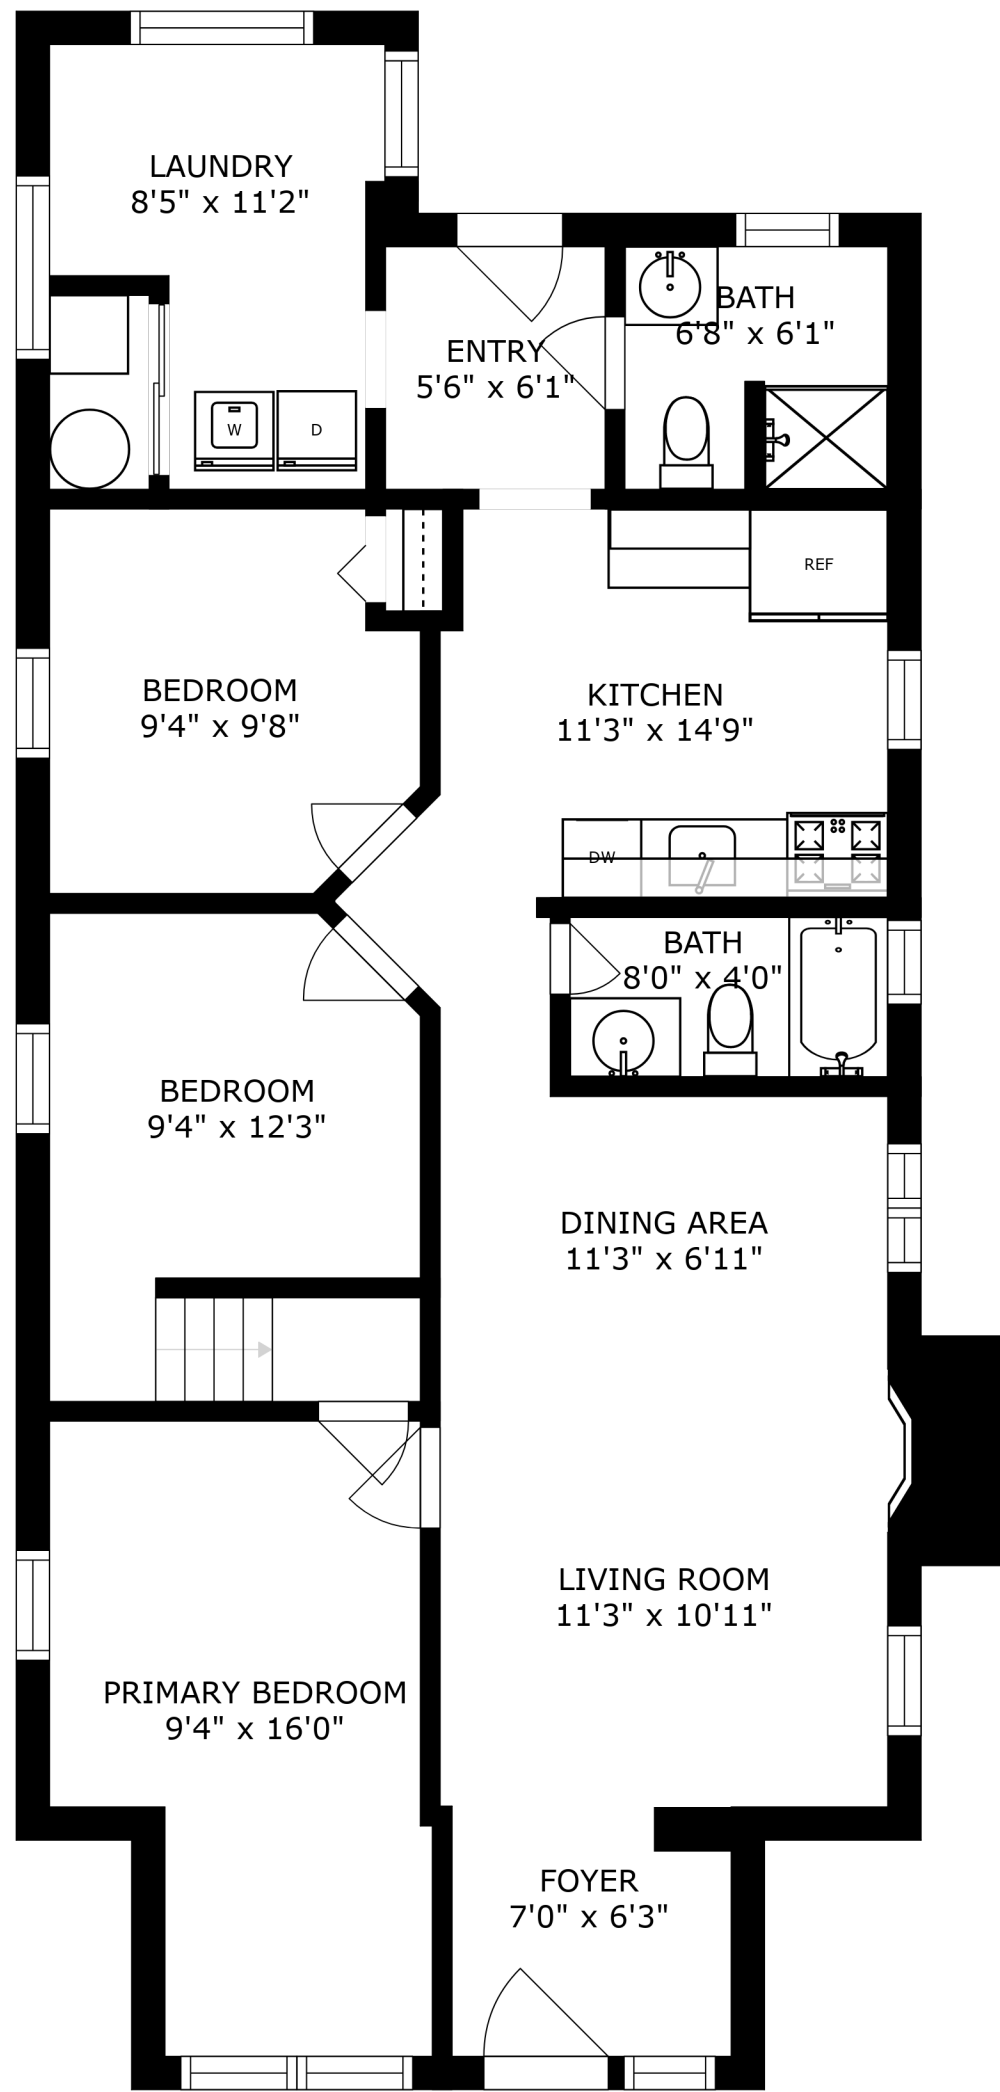 LAUNDRY
8'5" x 11'2"
BATH
6'8" x 6'1"
ENTRY
5'6" x 6'1"
W
D
REF
BEDROOM
9'4" x 9'8"
KITCHEN
11'3" x 14'9"
DW
BATH
8'0" x 4'0"
BEDROOM
9'4" x 12'3"
DINING AREA
11'3" x 6'11"
LIVING ROOM
11'3" x 10'11"
PRIMARY BEDROOM
9'4" x 16'0"
FOYER
7'0" x 6'3"